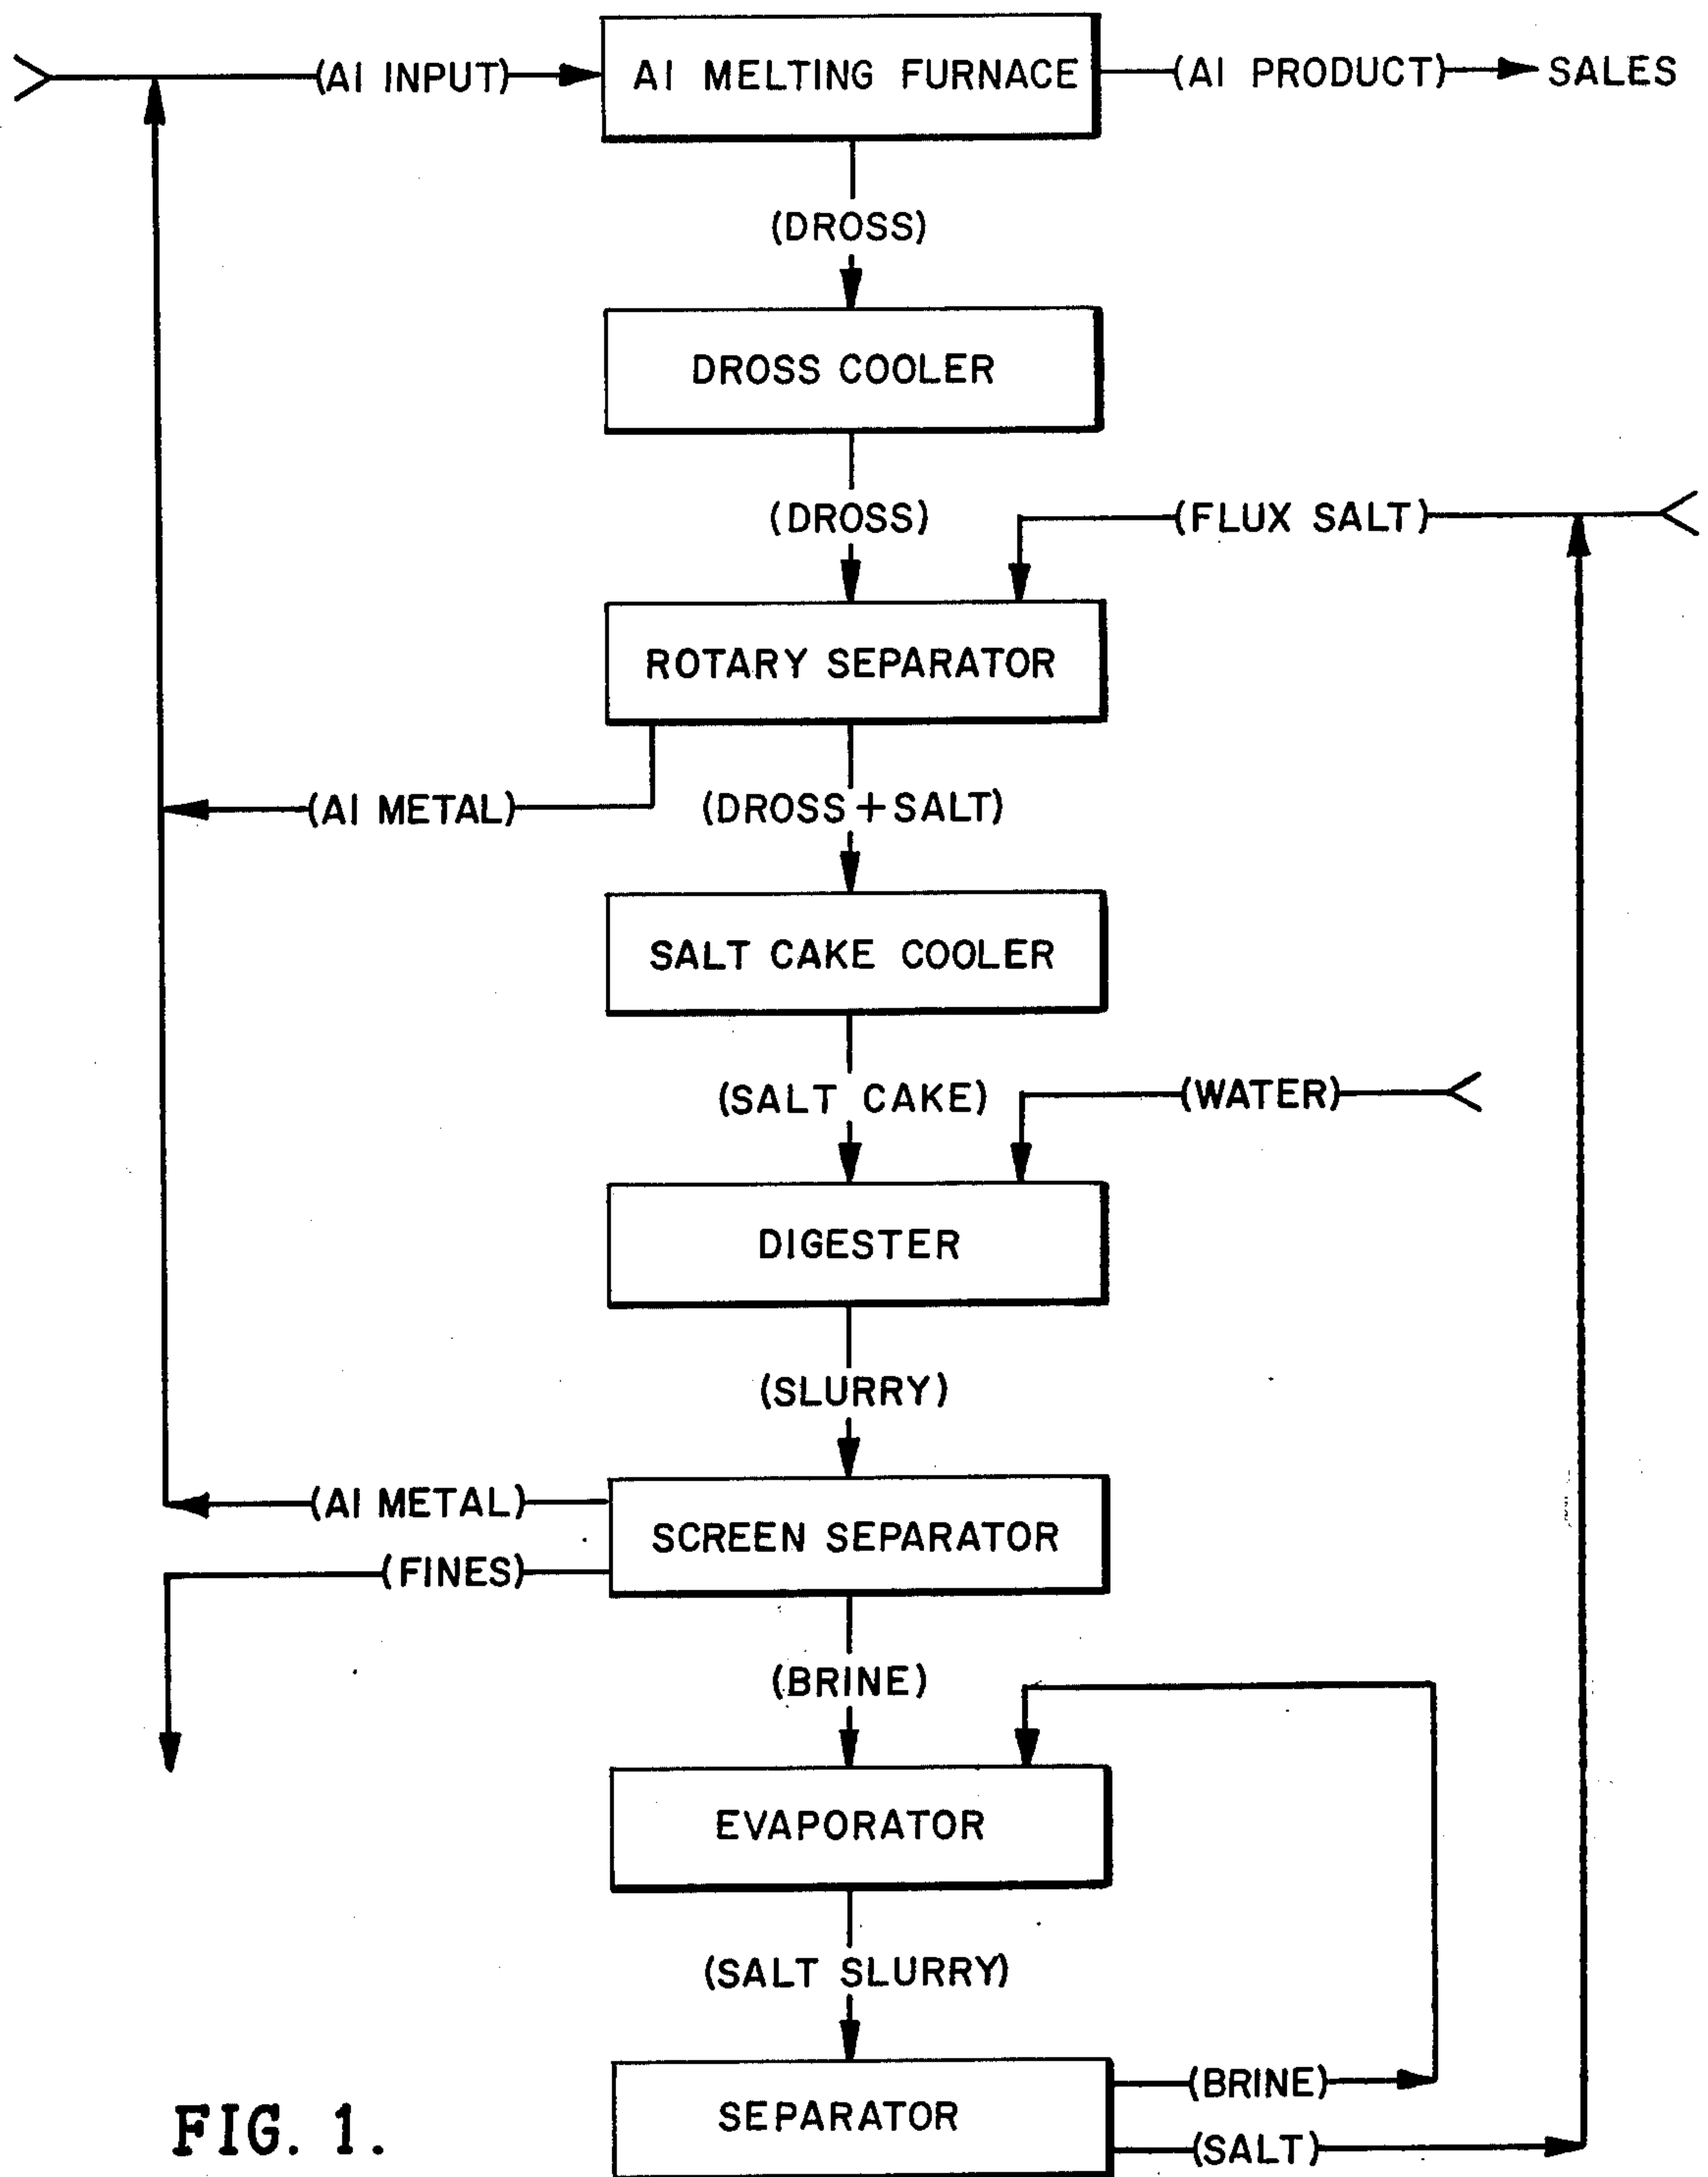 (Al INPUT)
Al MELTING FURNACE
(Al PRODUCT)
SALES
(DROSS)
DROSS COOLER
(DROSS)
(FLUX SALT)
ROTARY SEPARATOR
(Al METAL)
(DROSS+SALT)
SALT CAKE COOLER
(SALT CAKE)
(WATER)
DIGESTER
(SLURRY)
(Al METAL)
SCREEN SEPARATOR
(FINES)
(BRINE)
EVAPORATOR
(SALT SLURRY)
(BRINE)
SEPARATOR
(SALT)
FIG. 1.